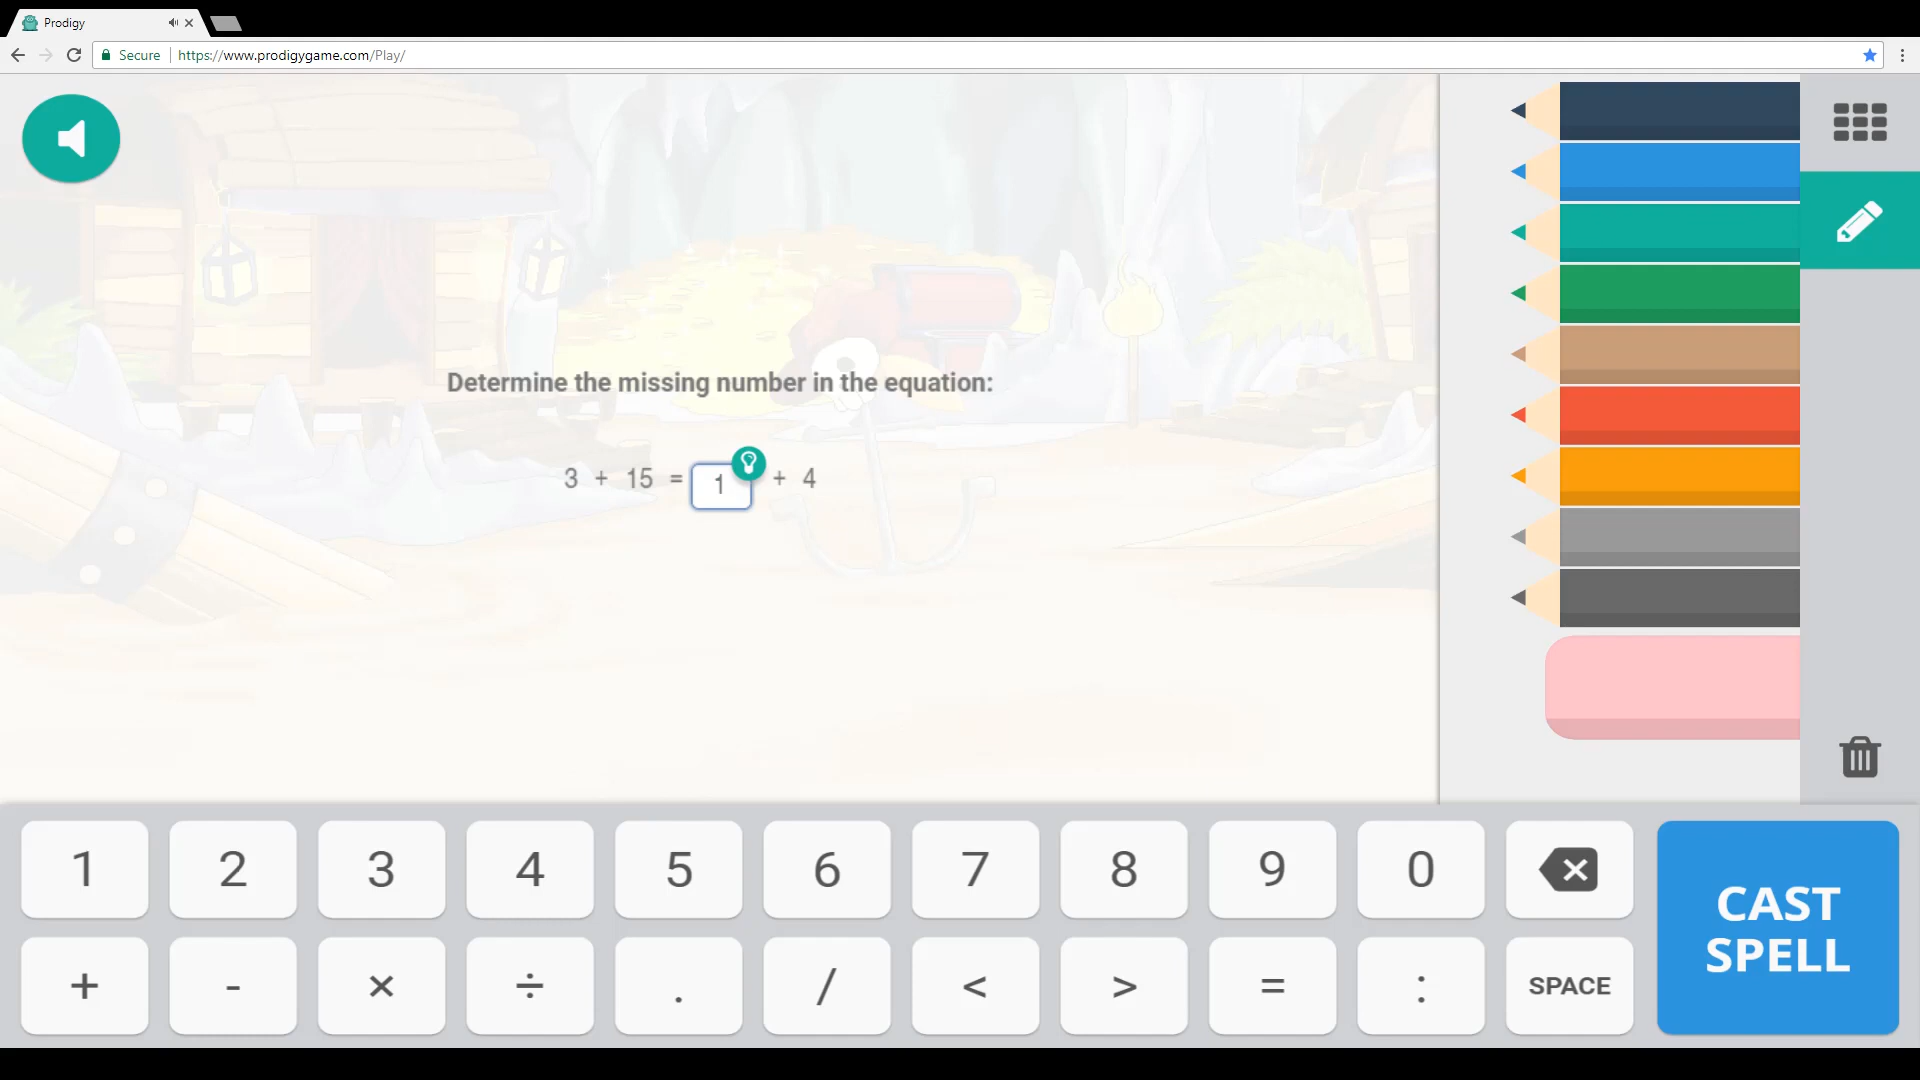 Prodigy
Secure https://www.prodigygame.com/Play/
Determine the missing number in the equation:
3 + 15 = 1 + 4
1 2 3 4 5 6 7 8 9 0
+ - × ÷ . / < > = : SPACE
CAST
SPELL